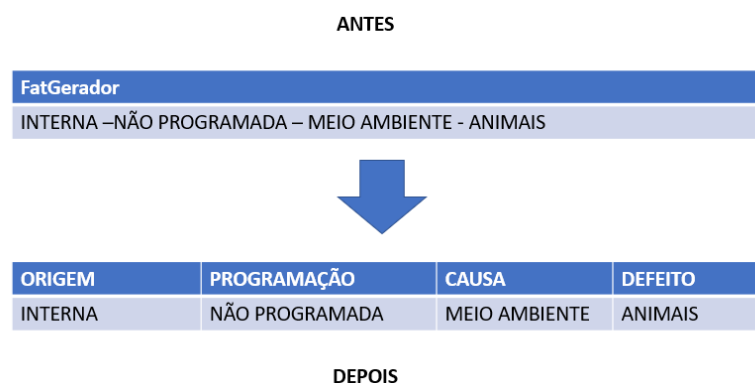 ANTES
FatGerador
INTERNA –NÃO PROGRAMADA – MEIO AMBIENTE - ANIMAIS
ORIGEM PROGRAMAÇÃO CAUSA DEFEITO
INTERNA NÃO PROGRAMADA MEIO AMBIENTE ANIMAIS
DEPOIS